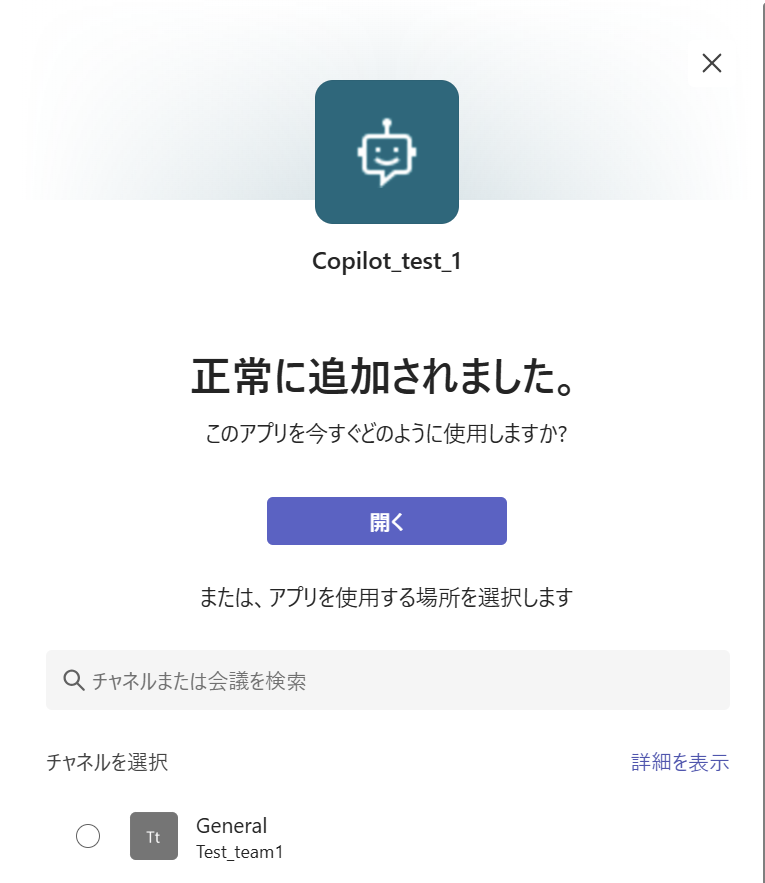 Copilot_test_1
正常に追加されました。
このアプリを今すぐどのように使用しますか?
開く
または、アプリを使用する場所を選択します
チャネルまたは会議を検索
チャネルを選択 詳細を表示
Tt General
Test_team1